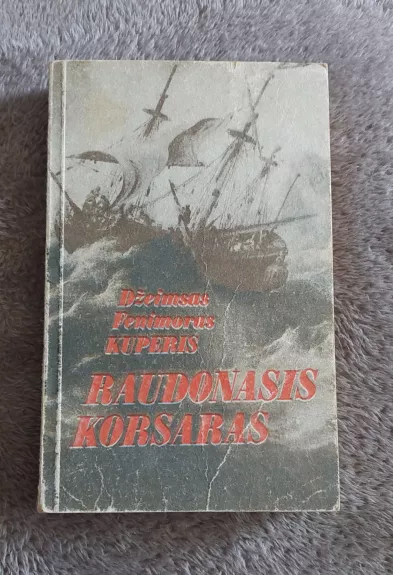 Džeimsas
Fenimoras
KUPERIS
RAUDONASIS
KORSARAS